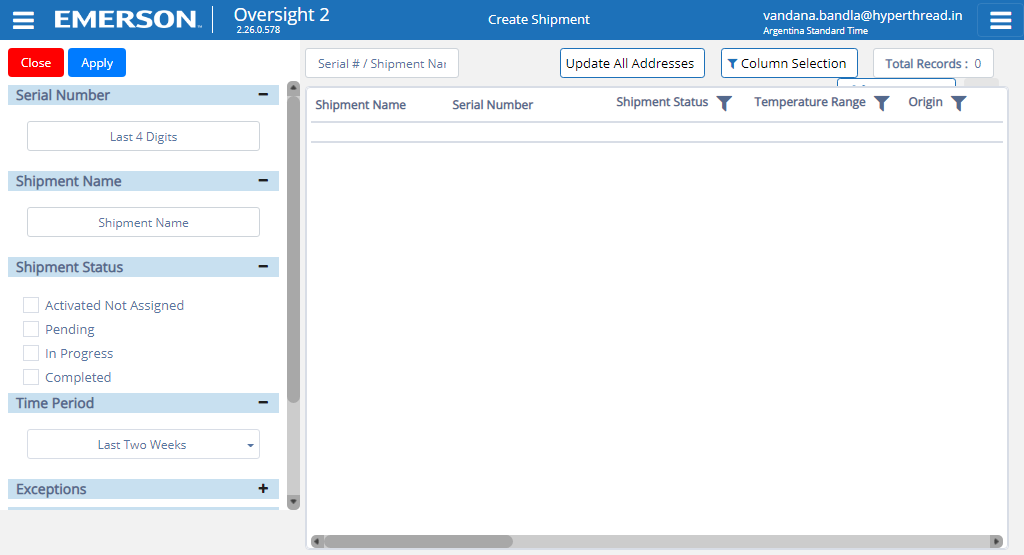 EMERSON
Oversight 2
2.26.0.578
Create Shipment
vandana.bandla@hyperthread.in
Argentina Standard Time
Close
Apply
Serial # / Shipment Nar
Update All Addresses
Column Selection
Total Records : 0
Serial Number
Last 4 Digits
Shipment Name
Shipment Name
Shipment Status
Activated Not Assigned
Pending
In Progress
Completed
Time Period
Last Two Weeks
Exceptions
Shipment Name
Serial Number
Shipment Status
Temperature Range
Origin